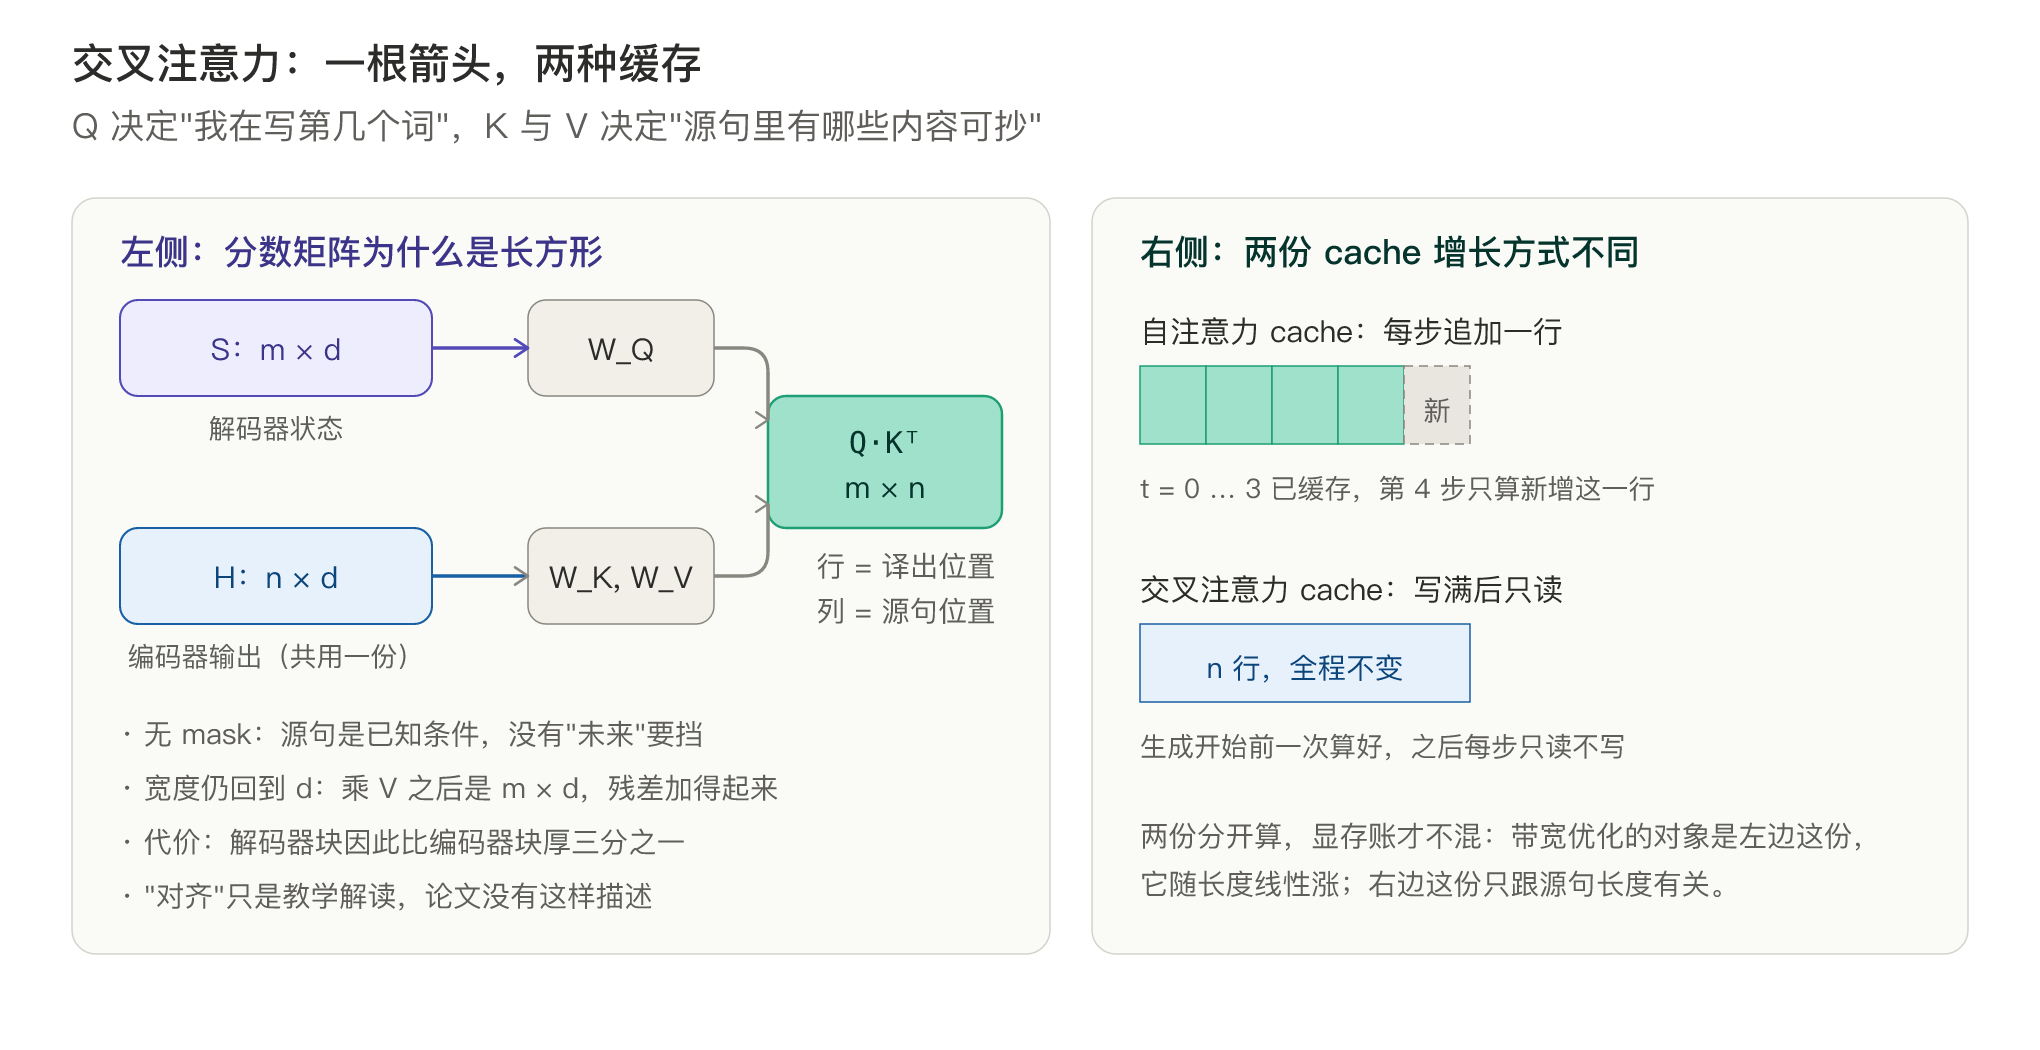 交叉注意力：一根箭头，两种缓存
Q 决定"我在写第几个词"，K 与 V 决定"源句里有哪些内容可抄"
左侧：分数矩阵为什么是长方形
S：m × d
W_Q
解码器状态
Q·Kᵀ
m × n
H：n × d
W_K, W_V
行 = 译出位置
列 = 源句位置
编码器输出（共用一份）
· 无 mask：源句是已知条件，没有"未来"要挡
· 宽度仍回到 d：乘 V 之后是 m × d，残差加得起来
· 代价：解码器块因此比编码器块厚三分之一
· "对齐"只是教学解读，论文没有这样描述
右侧：两份 cache 增长方式不同
自注意力 cache：每步追加一行
新
t = 0 … 3 已缓存，第 4 步只算新增这一行
交叉注意力 cache：写满后只读
n 行，全程不变
生成开始前一次算好，之后每步只读不写
两份分开算，显存账才不混：带宽优化的对象是左边这份，
它随长度线性涨；右边这份只跟源句长度有关。